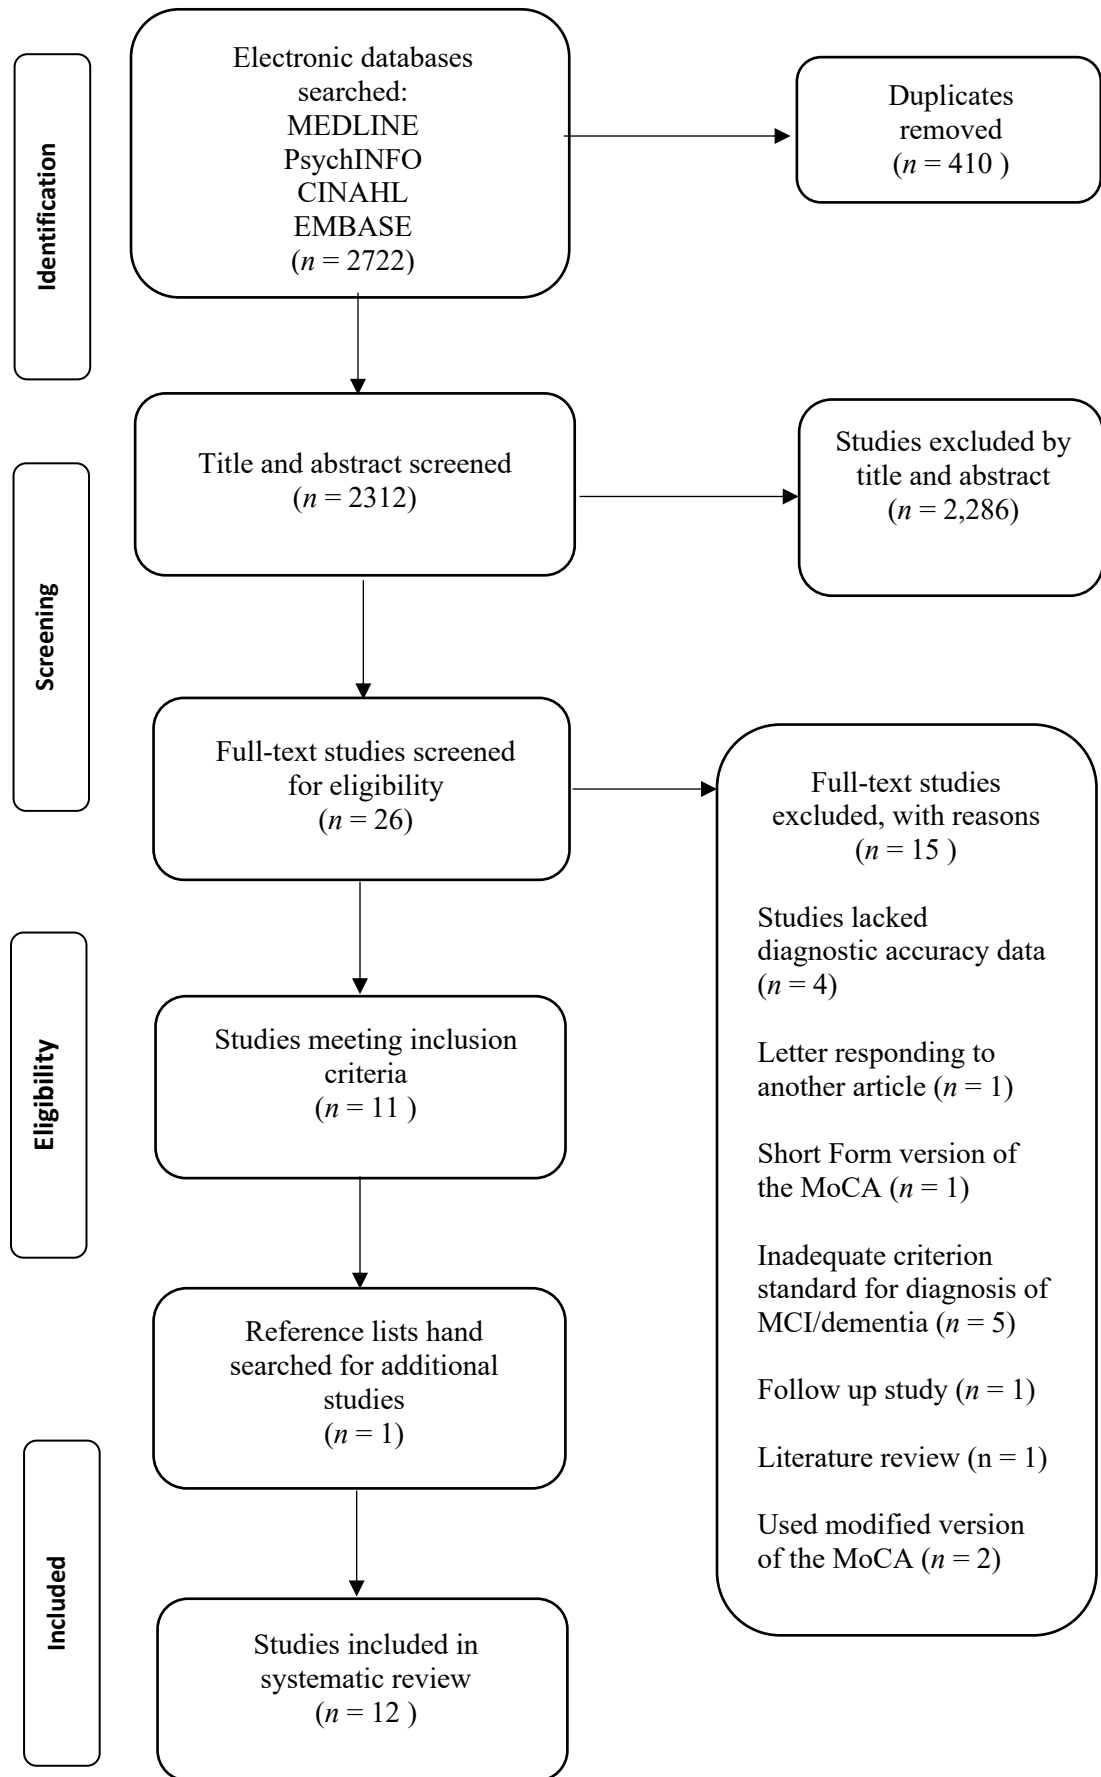 Identification
Electronic databases
searched:
MEDLINE
PsychINFO
CINAHL
EMBASE
(n = 2722)
Duplicates
removed
(n = 410 )
Screening
Title and abstract screened
(n = 2312)
Studies excluded by
title and abstract
(n = 2,286)
Full-text studies screened
for eligibility
(n = 26)
Full-text studies
excluded, with reasons
(n = 15 )
Studies lacked
diagnostic accuracy data
(n = 4)
Letter responding to
another article (n = 1)
Short Form version of
the MoCA (n = 1)
Inadequate criterion
standard for diagnosis of
MCI/dementia (n = 5)
Follow up study (n = 1)
Literature review (n = 1)
Used modified version
of the MoCA (n = 2)
Eligibility
Studies meeting inclusion
criteria
(n = 11 )
Reference lists hand
searched for additional
studies
(n = 1)
Included
Studies included in
systematic review
(n = 12 )